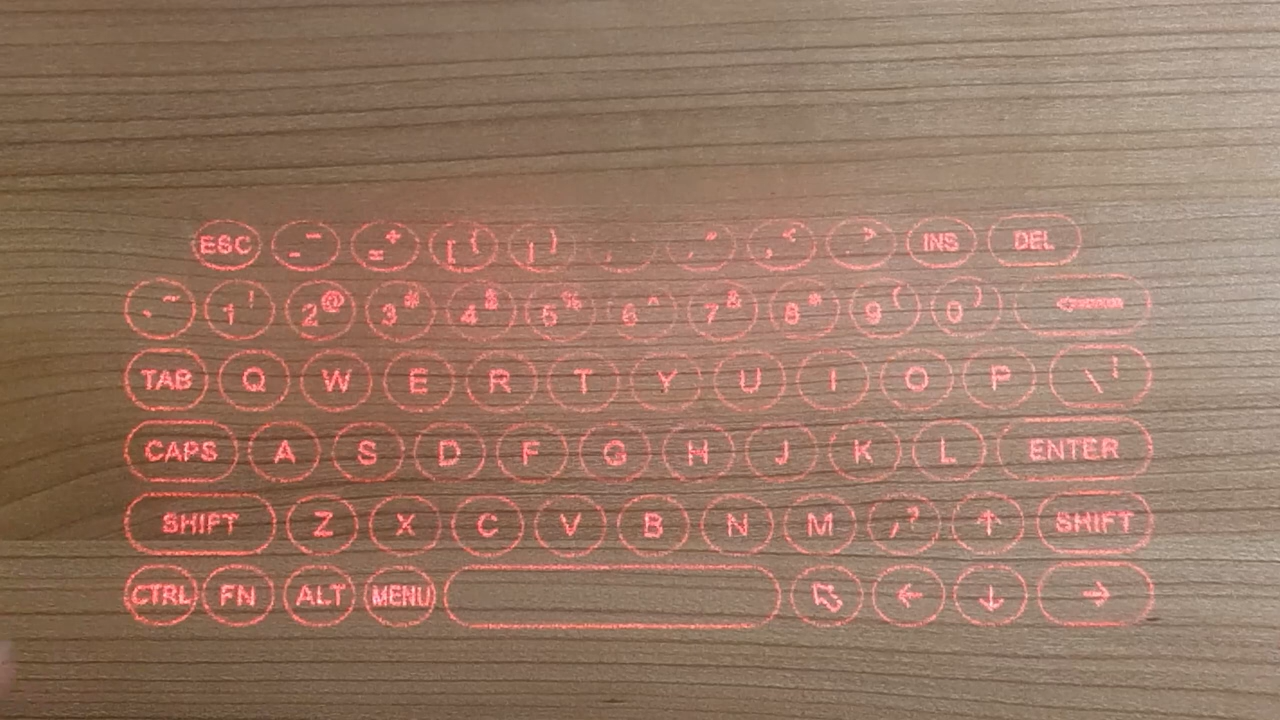 ESC - _ = + [ { ] } " , < . > INS DEL
` ~ 1 ! 2 @ 3 # 4 $ 5 % 6 ^ 7 & 8 * 9 ( 0 ) ←
TAB Q W E R T Y U I O P \ ¦
CAPS A S D F G H J K L ENTER
SHIFT Z X C V B N M / ? ↑ SHIFT
CTRL FN ALT MENU ↖ ← ↓ →